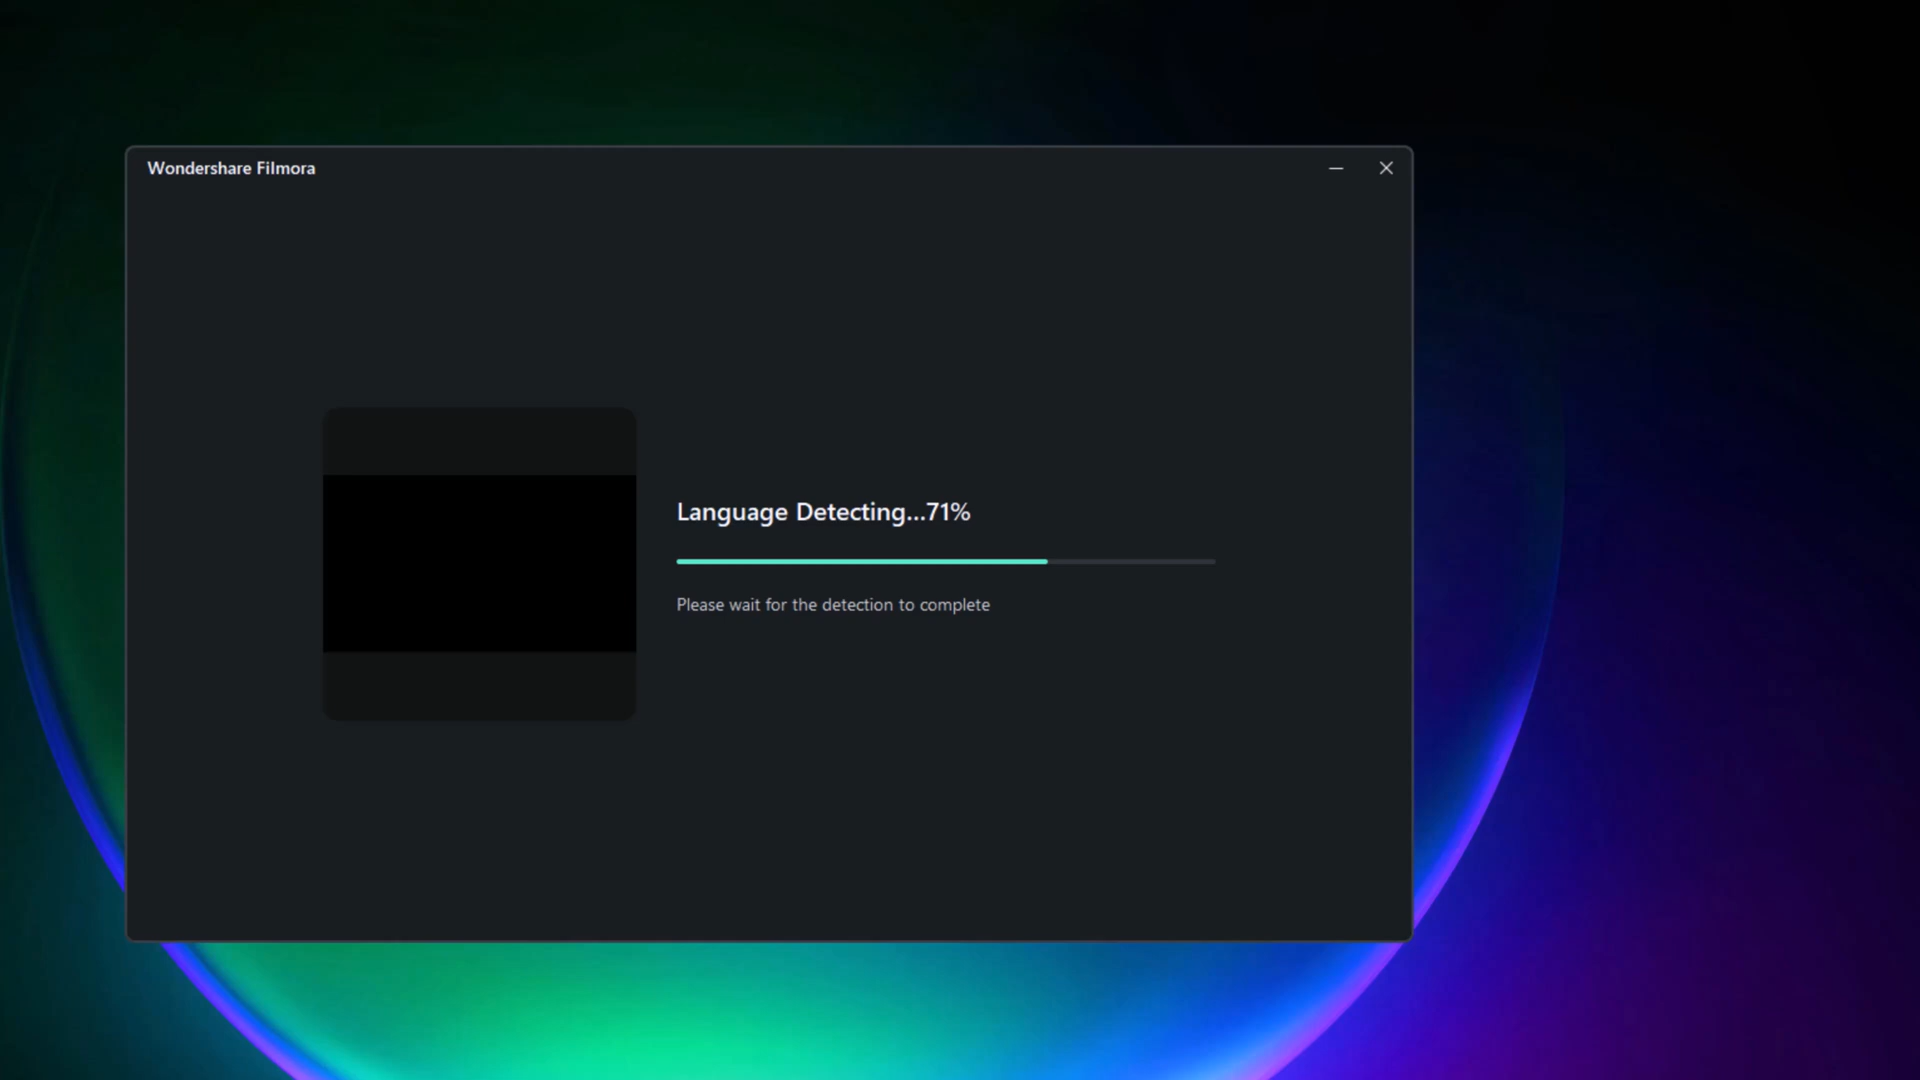 Wondershare Filmora
Language Detecting...71%
Please wait for the detection to complete